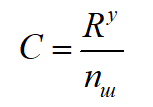 C = R^y / n_ш